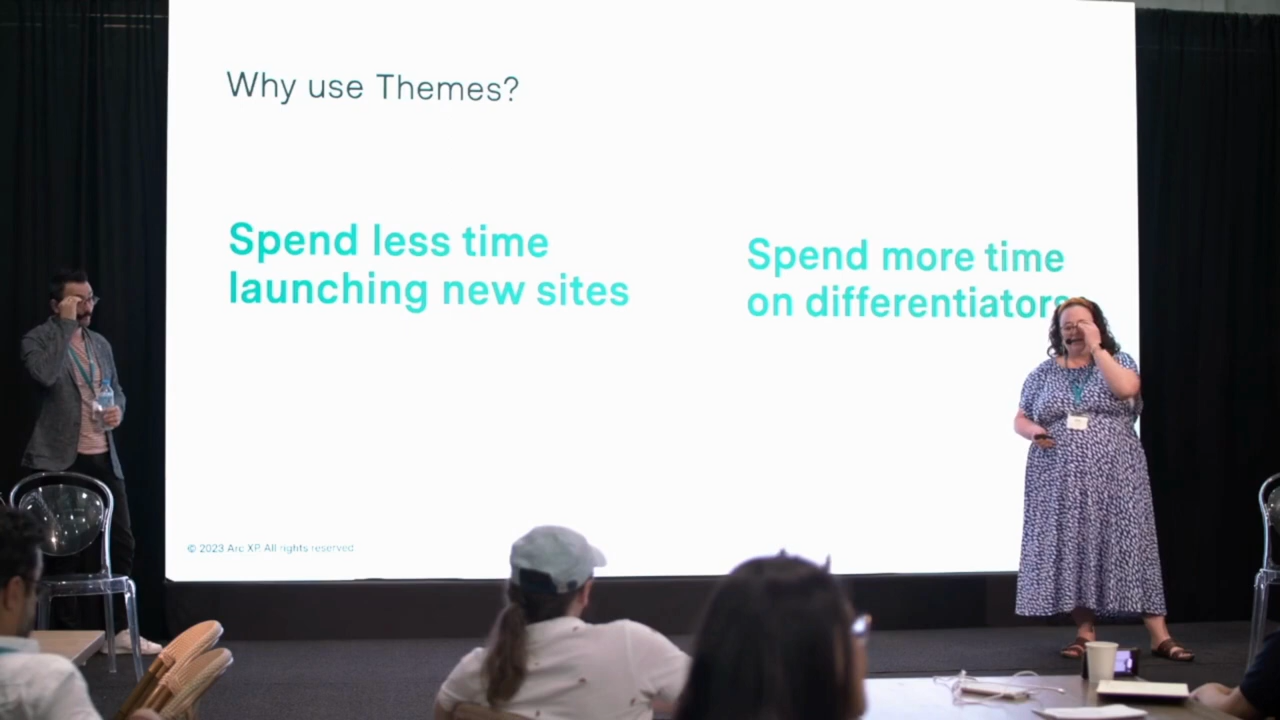 Why use Themes?
Spend less time
launching new sites
Spend more time
on differentiators
© 2023 Arc XP. All rights reserved